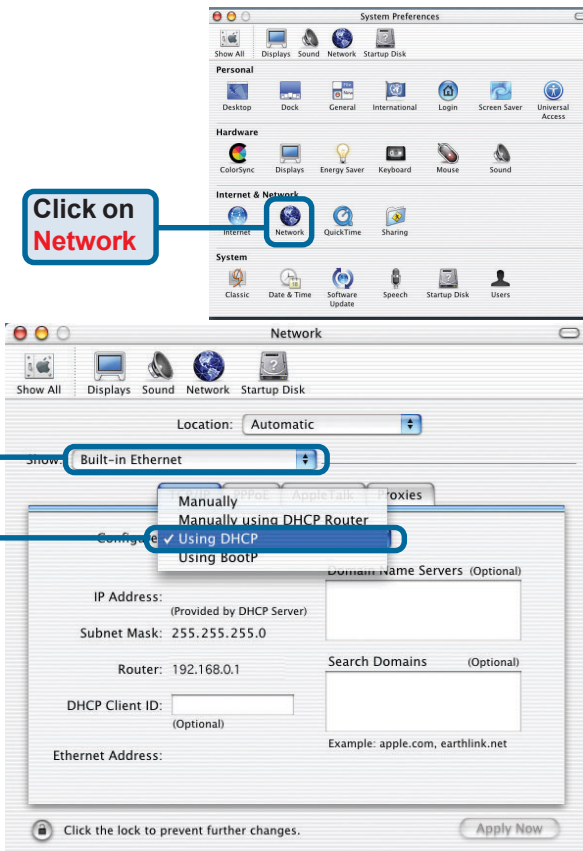 System Preferences
Show All Displays Sound Network Startup Disk
Personal
Desktop Dock General International Login Screen Saver Universal Access
Hardware
ColorSync Displays Energy Saver Keyboard Mouse Sound
Internet & Network
Internet Network QuickTime Sharing
System
Classic Date & Time Software Update Speech Startup Disk Users
Click on
Network
Network
Show All Displays Sound Network Startup Disk
Location: Automatic
Show: Built-in Ethernet
PPPoE AppleTalk Proxies
Manually
Manually using DHCP Router
Configure ✓ Using DHCP
Using BootP
Domain Name Servers (Optional)
IP Address:
(Provided by DHCP Server)
Subnet Mask: 255.255.255.0
Router: 192.168.0.1
Search Domains (Optional)
DHCP Client ID:
(Optional)
Example: apple.com, earthlink.net
Ethernet Address:
Click the lock to prevent further changes.
Apply Now